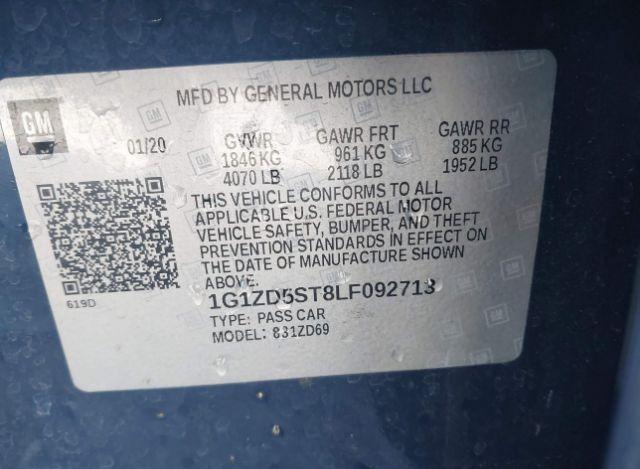 MFD BY GENERAL MOTORS LLC
GM
01/20
GVWR GAWR FRT GAWR RR
1846 KG 961 KG 885 KG
4070 LB 2118 LB 1952 LB
THIS VEHICLE CONFORMS TO ALL
APPLICABLE U.S. FEDERAL MOTOR
VEHICLE SAFETY, BUMPER, AND THEFT
PREVENTION STANDARDS IN EFFECT ON
THE DATE OF MANUFACTURE SHOWN
ABOVE.
619D
1G1ZD5ST8LF092713
TYPE: PASS CAR
MODEL: 831ZD69